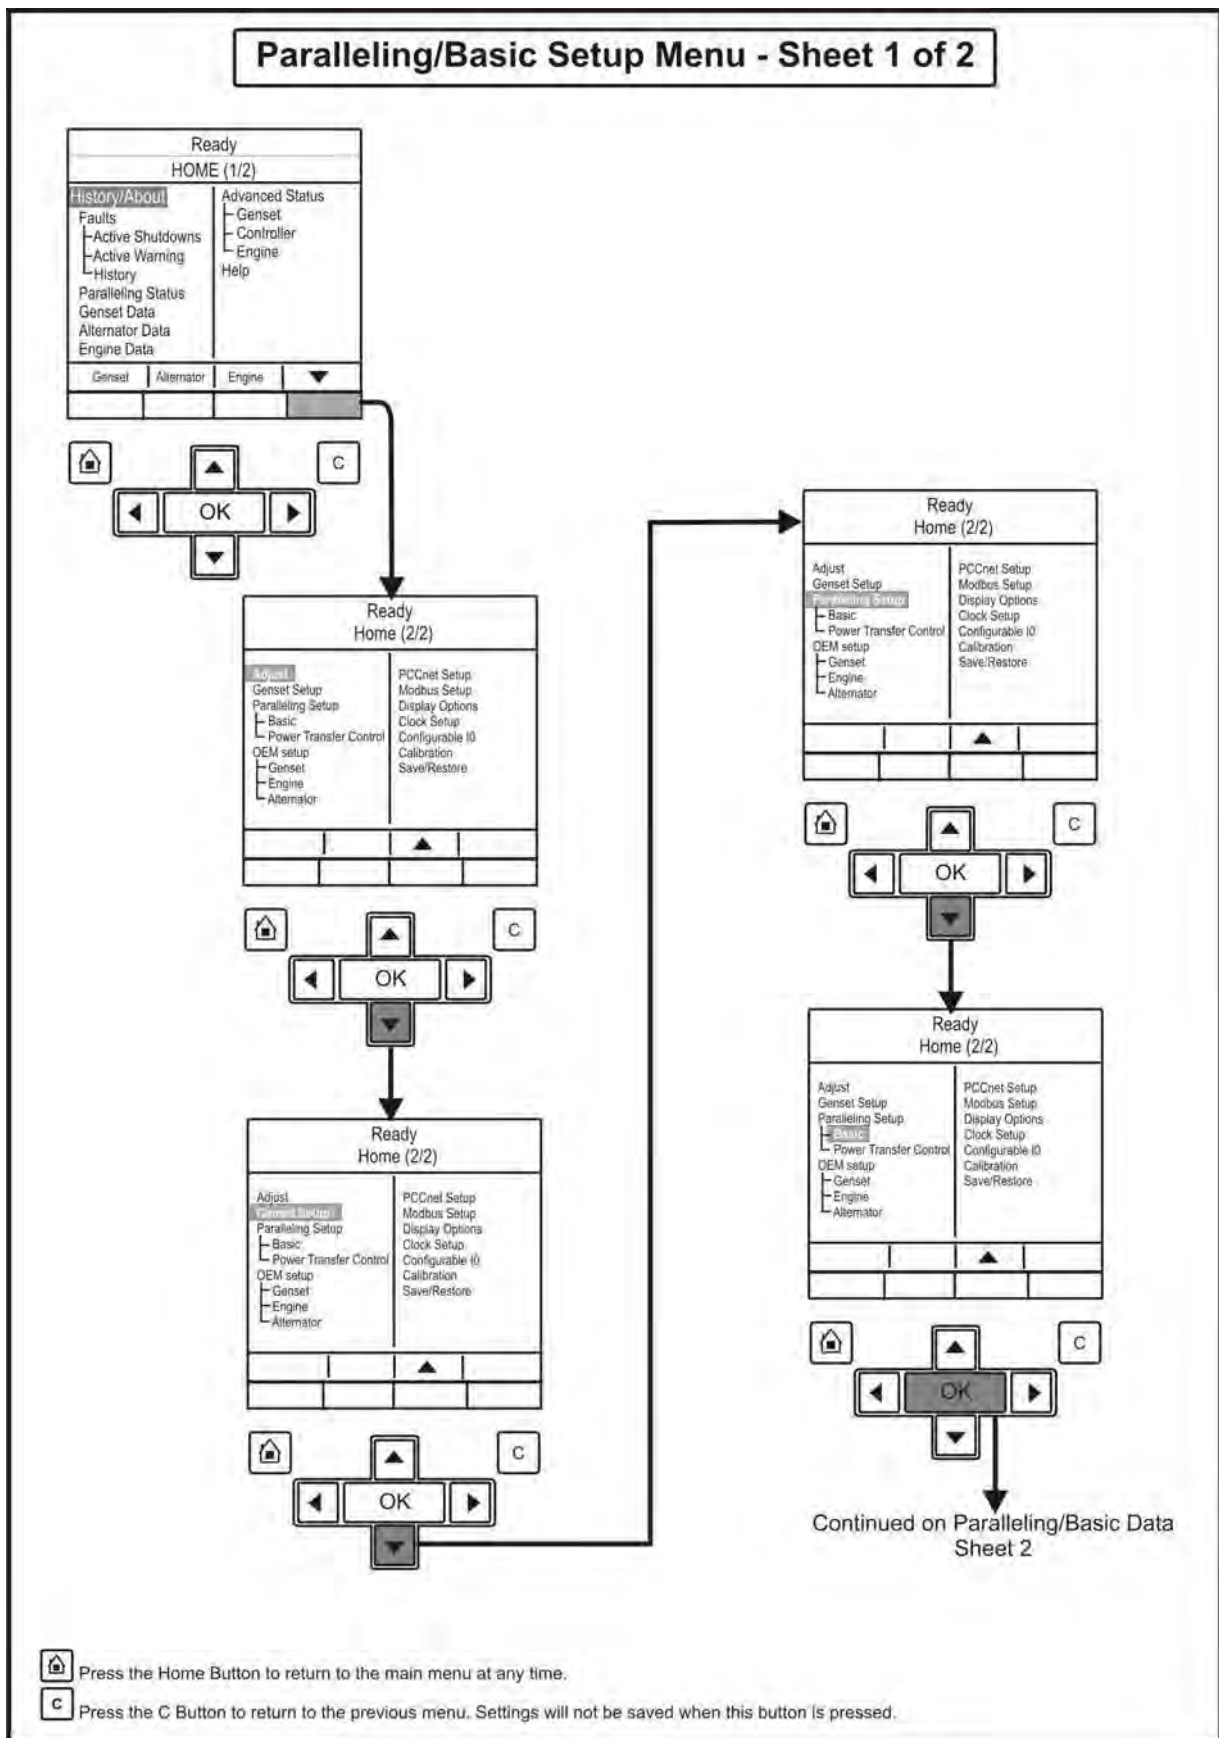 Paralleling/Basic Setup Menu - Sheet 1 of 2
Ready
HOME (1/2)
History/About
Faults
Active Shutdowns
Active Warning
History
Paralleling Status
Genset Data
Alternator Data
Engine Data
Advanced Status
Genset
Controller
Engine
Help
Genset
Alternator
Engine
C
OK
Ready
Home (2/2)
Adjust
Genset Setup
Paralleling Setup
Basic
Power Transfer Control
OEM setup
Genset
Engine
Alternator
PCCnet Setup
Modbus Setup
Display Options
Clock Setup
Configurable I0
Calibration
Save/Restore
C
OK
Ready
Home (2/2)
Adjust
Genset Setup
Paralleling Setup
Basic
Power Transfer Control
OEM setup
Genset
Engine
Alternator
PCCnet Setup
Modbus Setup
Display Options
Clock Setup
Configurable I0
Calibration
Save/Restore
C
OK
Ready
Home (2/2)
Adjust
Genset Setup
Paralleling Setup
Basic
Power Transfer Control
OEM setup
Genset
Engine
Alternator
PCCnet Setup
Modbus Setup
Display Options
Clock Setup
Configurable I0
Calibration
Save/Restore
C
OK
Ready
Home (2/2)
Adjust
Genset Setup
Paralleling Setup
Basic
Power Transfer Control
OEM setup
Genset
Engine
Alternator
PCCnet Setup
Modbus Setup
Display Options
Clock Setup
Configurable I0
Calibration
Save/Restore
C
OK
Continued on Paralleling/Basic Data
Sheet 2
Press the Home Button to return to the main menu at any time.
C Press the C Button to return to the previous menu. Settings will not be saved when this button is pressed.